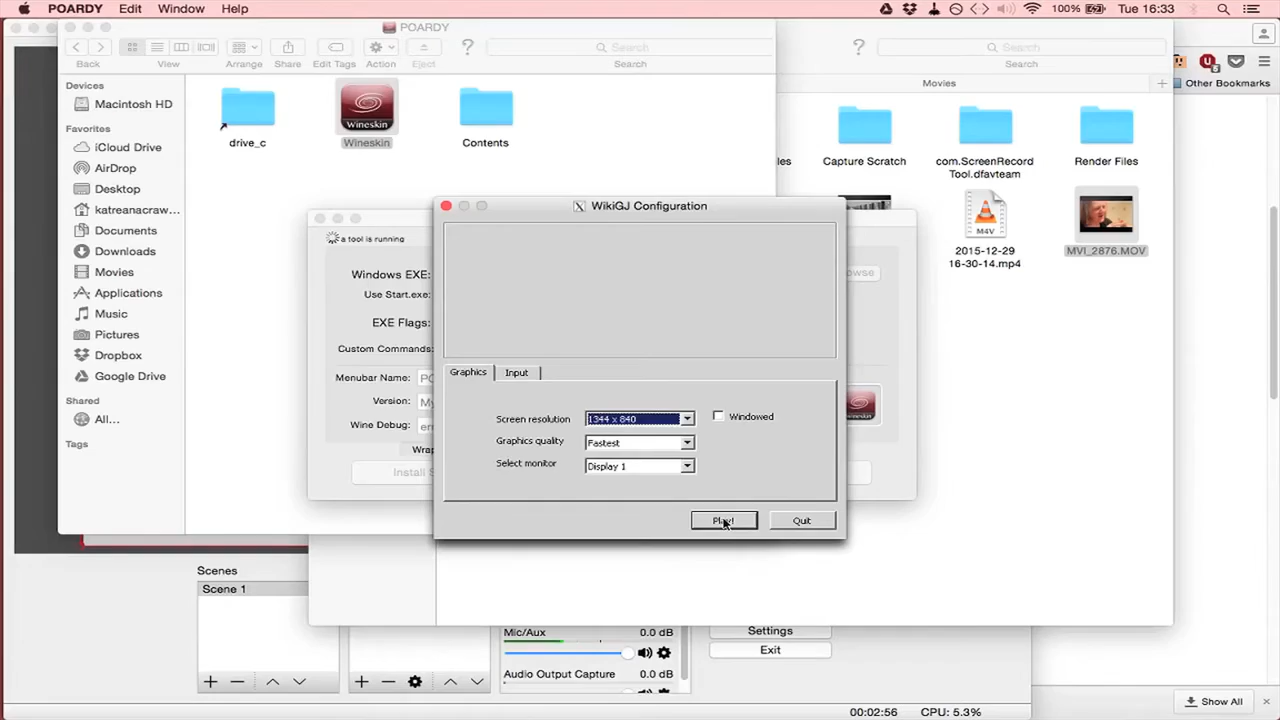 POARDY Edit Window Help
100% Tue 16:33
POARDY
Search
Back View Arrange Share Edit Tags Action Eject Search
Search
Search
Movies
Other Bookmarks
Devices
Macintosh HD
Favorites
iCloud Drive
AirDrop
Desktop
katreanacraw...
Documents
Downloads
Movies
Applications
Music
Pictures
Dropbox
Google Drive
Shared
All...
Tags
drive_c
Wineskin
Wineskin
Contents
Capture Scratch
com.ScreenRecord
Tool.dfavteam
Render Files
M4V
2015-12-29
16-30-14.mp4
MVI_2876.MOV
a tool is running
Windows EXE:
Use Start.exe:
EXE Flags:
Custom Commands:
Menubar Name:
Version:
Wine Debug:
Wineskin
WikiGJ Configuration
Graphics Input
Screen resolution 1344 x 840 Windowed
Graphics quality Fastest
Select monitor Display 1
Play! Quit
Scenes
Scene 1
Mic/Aux 0.0 dB
Audio Output Capture 0.0 dB
Settings
Exit
00:02:56 CPU: 5.3%
Show All